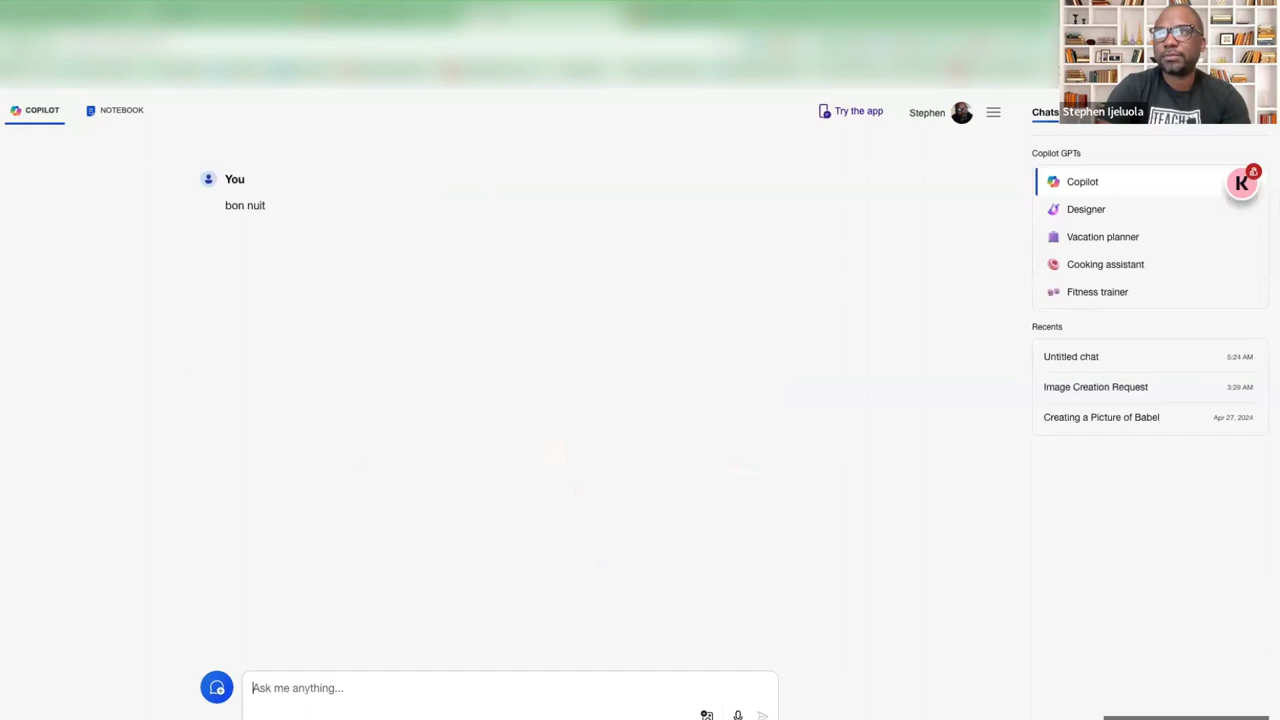 COPILOT
NOTEBOOK
Try the app
Stephen
Chats
Stephen Ijeluola
TEACH
You
bon nuit
Copilot GPTs
Copilot
K
Designer
Vacation planner
Cooking assistant
Fitness trainer
Recents
Untitled chat 5:24 AM
Image Creation Request 3:29 AM
Creating a Picture of Babel Apr 27, 2024
Ask me anything...